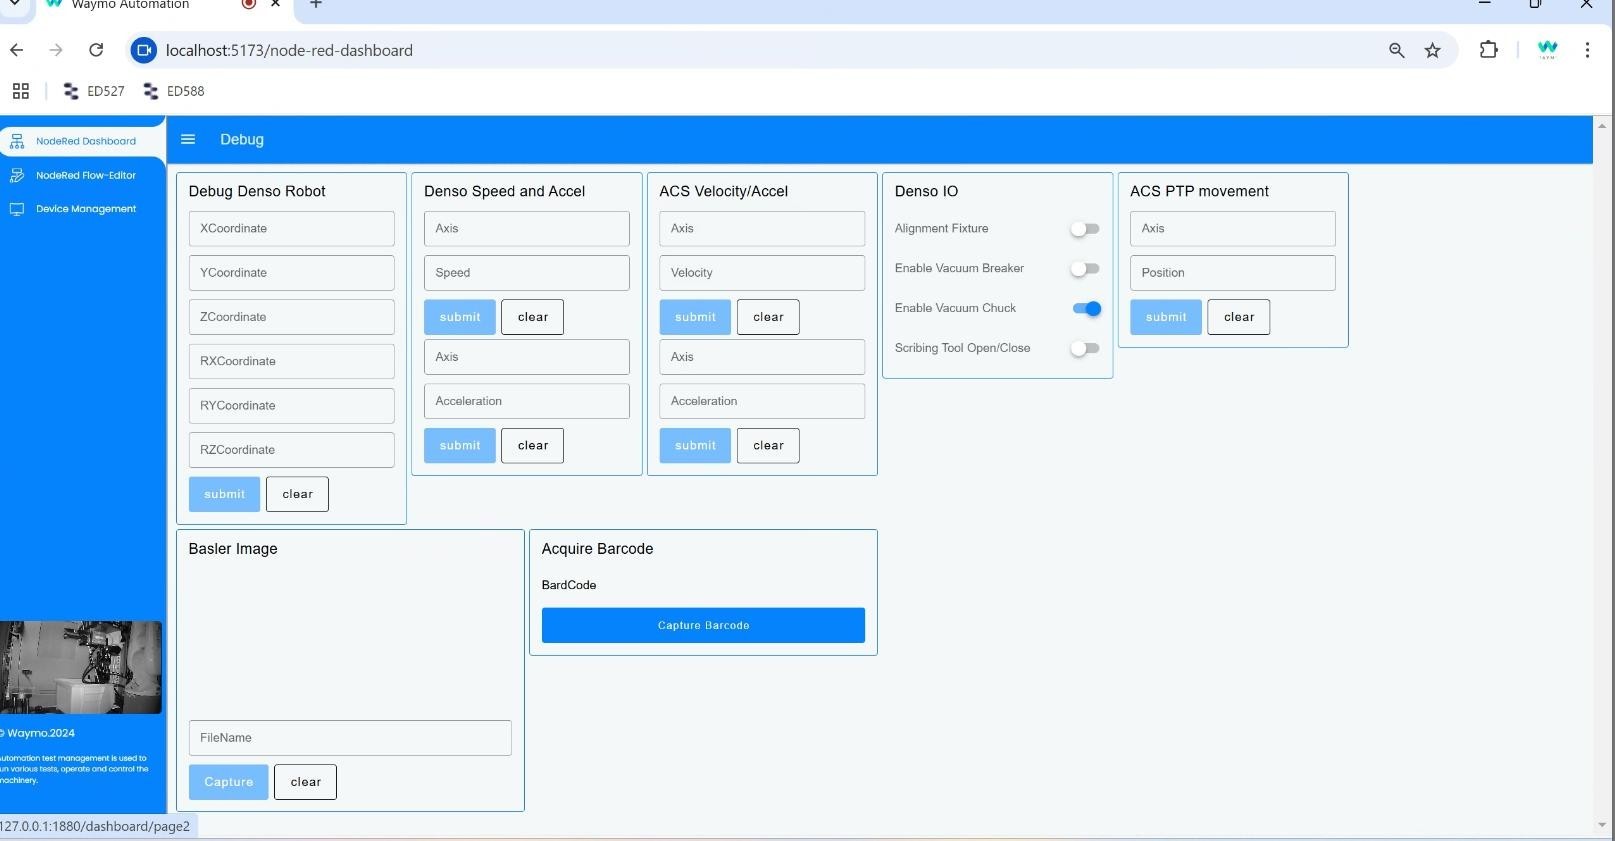 Waymo Automation
localhost:5173/node-red-dashboard
ED527
ED588
NodeRed Dashboard
NodeRed Flow-Editor
Device Management
© Waymo.2024
Automation test management is used to
run various tests, operate and control the
machinery.
Debug
Debug Denso Robot
XCoordinate
YCoordinate
ZCoordinate
RXCoordinate
RYCoordinate
RZCoordinate
submit clear
Denso Speed and Accel
Axis
Speed
submit clear
Axis
Acceleration
submit clear
ACS Velocity/Accel
Axis
Velocity
submit clear
Axis
Acceleration
submit clear
Denso IO
Alignment Fixture
Enable Vacuum Breaker
Enable Vacuum Chuck
Scribing Tool Open/Close
ACS PTP movement
Axis
Position
submit clear
Basler Image
FileName
Capture clear
Acquire Barcode
BardCode
Capture Barcode
127.0.0.1:1880/dashboard/page2